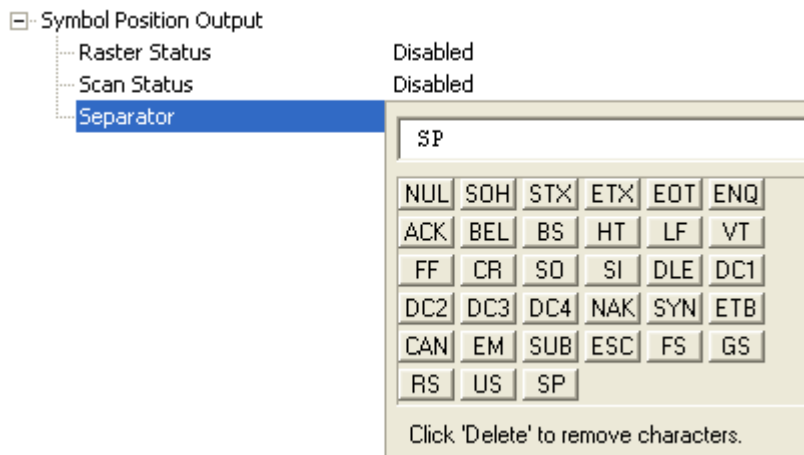 Symbol Position Output
Raster Status Disabled
Scan Status Disabled
Separator
SP
NUL SOH STX ETX EOT ENQ
ACK BEL BS HT LF VT
FF CR SO SI DLE DC1
DC2 DC3 DC4 NAK SYN ETB
CAN EM SUB ESC FS GS
RS US SP
Click 'Delete' to remove characters.